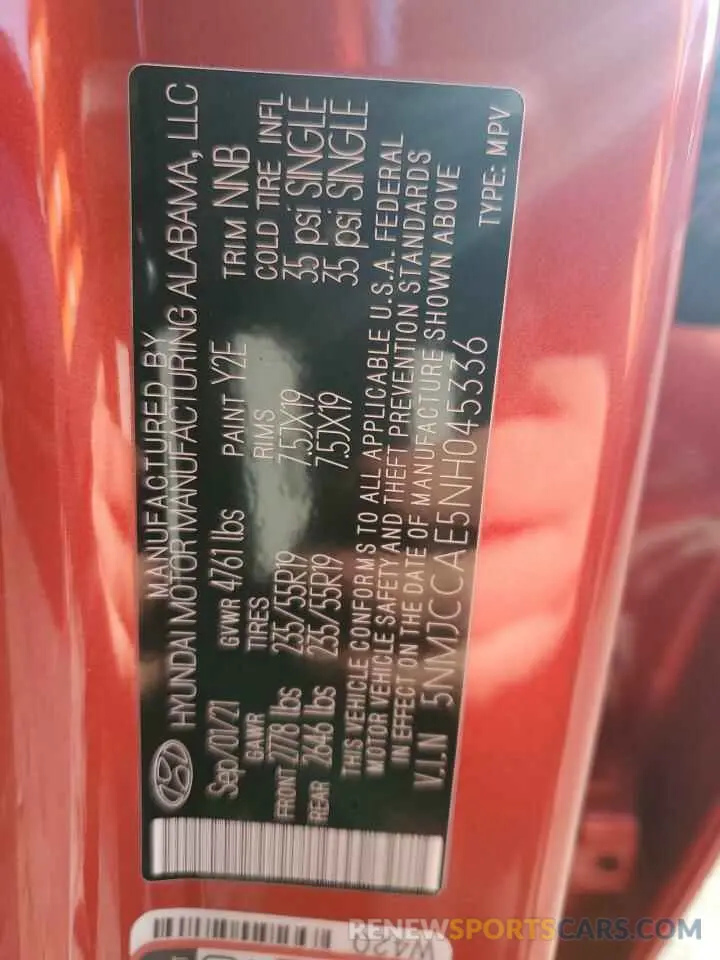 MANUFACTURED BY
HYUNDAI MOTOR MANUFACTURING ALABAMA, LLC
Sep/01/21 GVWR 4761 lbs PAINT Y2E TRIM NNB
GAWR TIRES RIMS COLD TIRE INFL
FRONT 2778 lbs 235/55R19 7.5JX19 35 psi SINGLE
REAR 2646 lbs 235/55R19 7.5JX19 35 psi SINGLE
THIS VEHICLE CONFORMS TO ALL APPLICABLE U.S.A. FEDERAL
MOTOR VEHICLE SAFETY AND THEFT PREVENTION STANDARDS
IN EFFECT ON THE DATE OF MANUFACTURE SHOWN ABOVE
V.I.N 5NMJCCAE5NH045336 TYPE: MPV
WA20
RENEWSPORTSCARS.COM